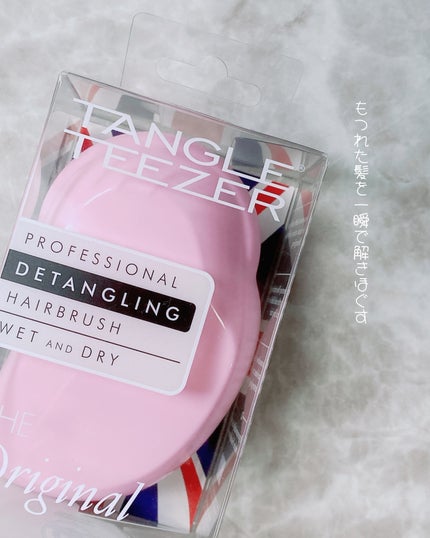 TANGLE
TEEZER®
PROFESSIONAL
DETANGLING
HAIRBRUSH
WET AND DRY
THE
Original
もつれた髪を一瞬で解きほぐす